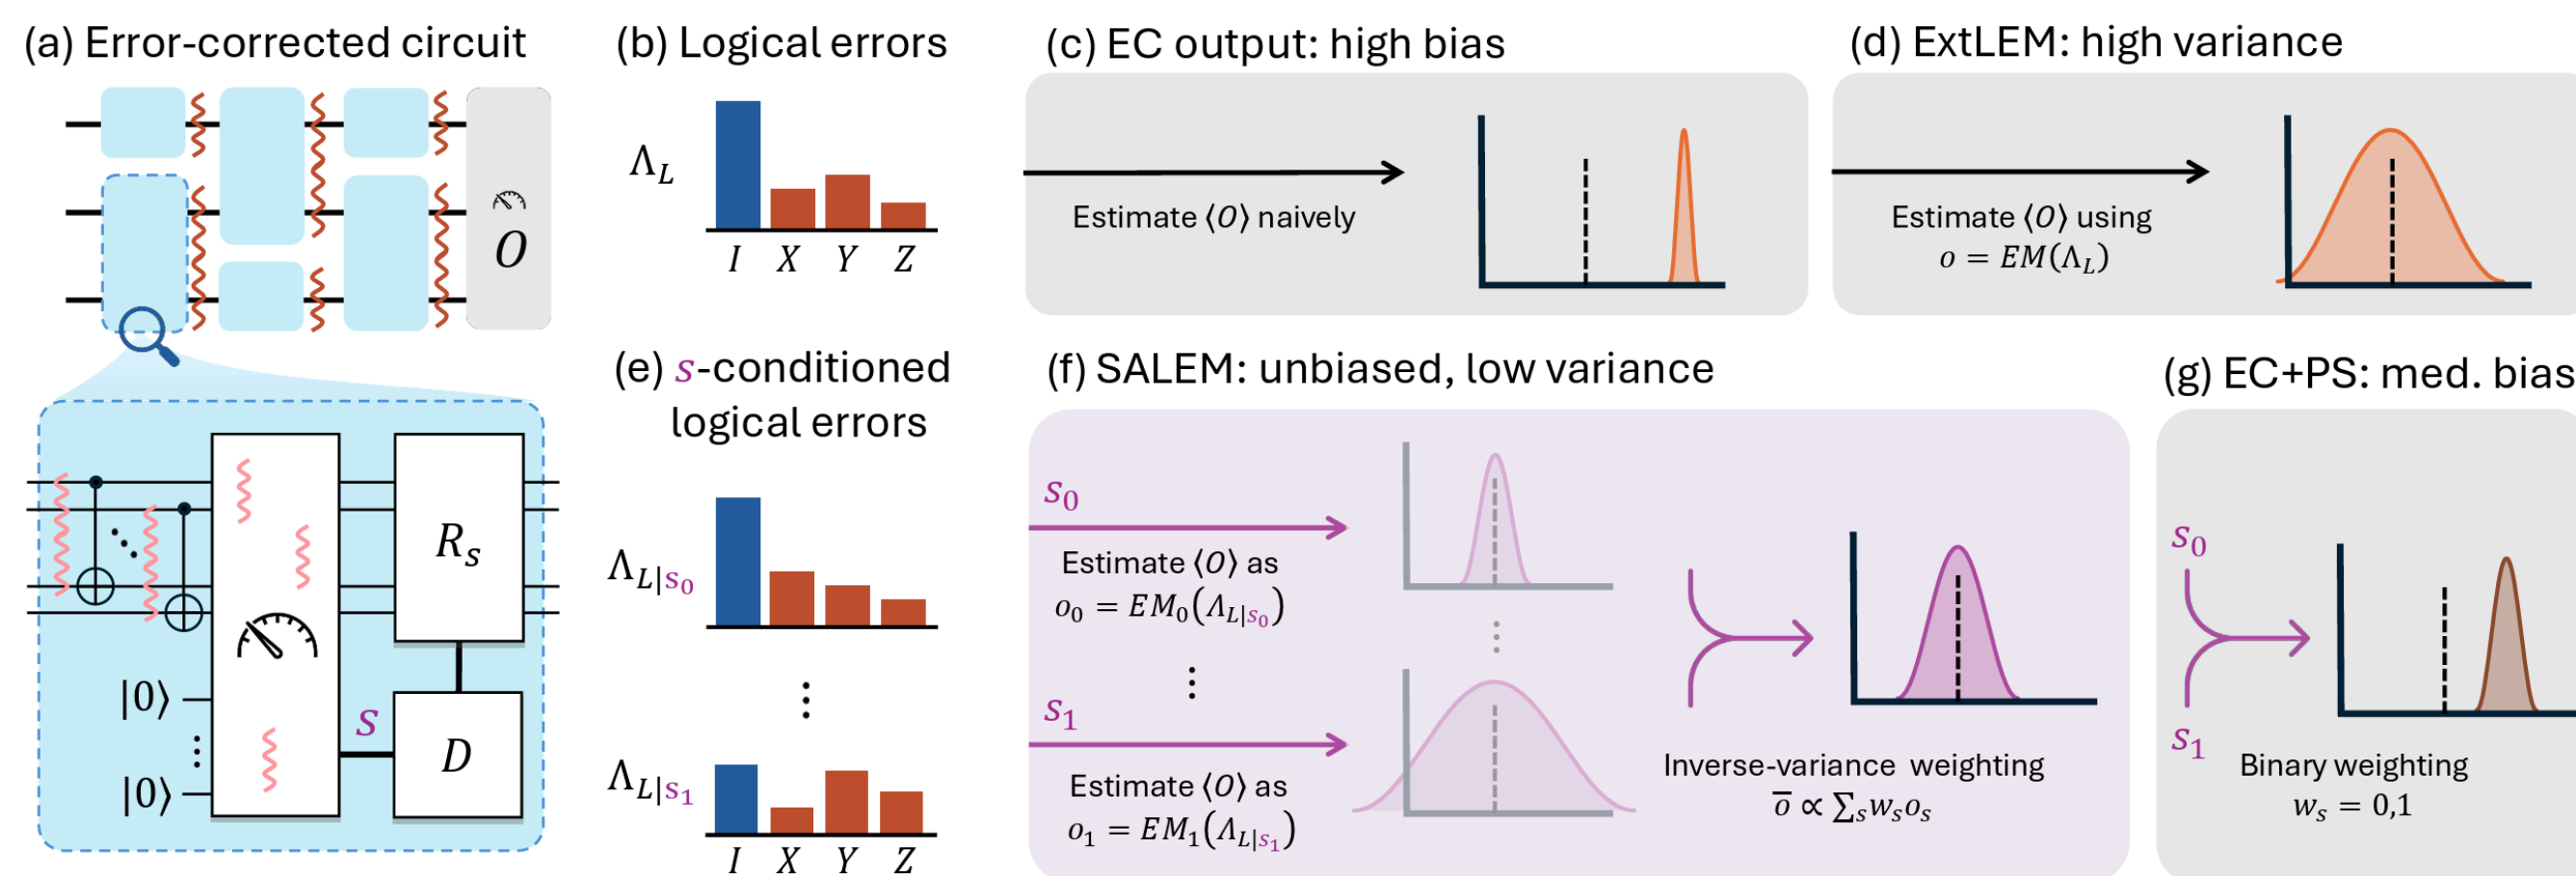 (a) Error-corrected circuit
O
|0⟩
⋮
|0⟩
s
R_s
D
(b) Logical errors
Λ_L
I X Y Z
(c) EC output: high bias
Estimate ⟨O⟩ naively
(d) ExtLEM: high variance
Estimate ⟨O⟩ using
o = EM(Λ_L)
(e) s-conditioned
logical errors
Λ_{L|s_0}
⋮
Λ_{L|s_1}
I X Y Z
(f) SALEM: unbiased, low variance
s_0
Estimate ⟨O⟩ as
o_0 = EM_0(Λ_{L|s_0})
⋮
s_1
Estimate ⟨O⟩ as
o_1 = EM_1(Λ_{L|s_1})
⋮
Inverse-variance weighting
o̅ ∝ ∑_s w_s o_s
(g) EC+PS: med. bias
s_0
s_1
Binary weighting
w_s = 0,1